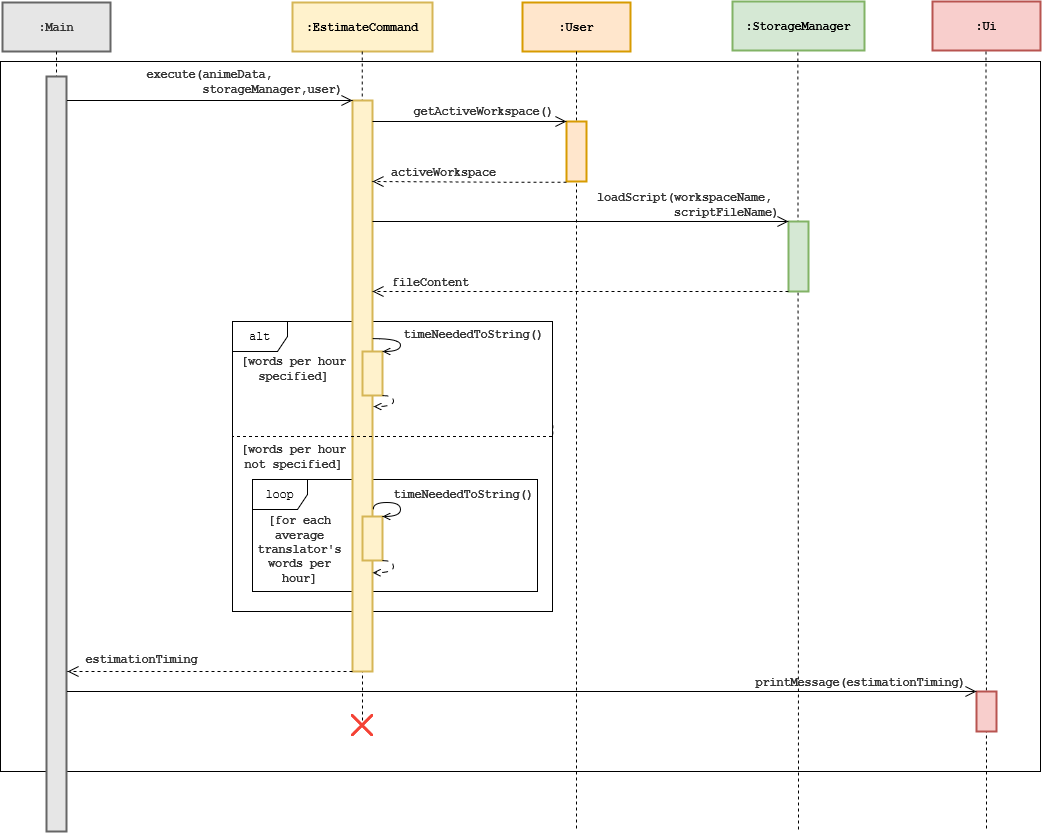 :Main
:EstimateCommand
:User
:StorageManager
:Ui
execute(animeData,
storageManager,user)
getActiveWorkspace()
activeWorkspace
loadScript(workspaceName,
scriptFileName)
fileContent
alt
timeNeededToString()
[words per hour
specified]
[words per hour
not specified]
loop
timeNeededToString()
[for each
average
translator's
words per
hour]
estimationTiming
printMessage(estimationTiming)